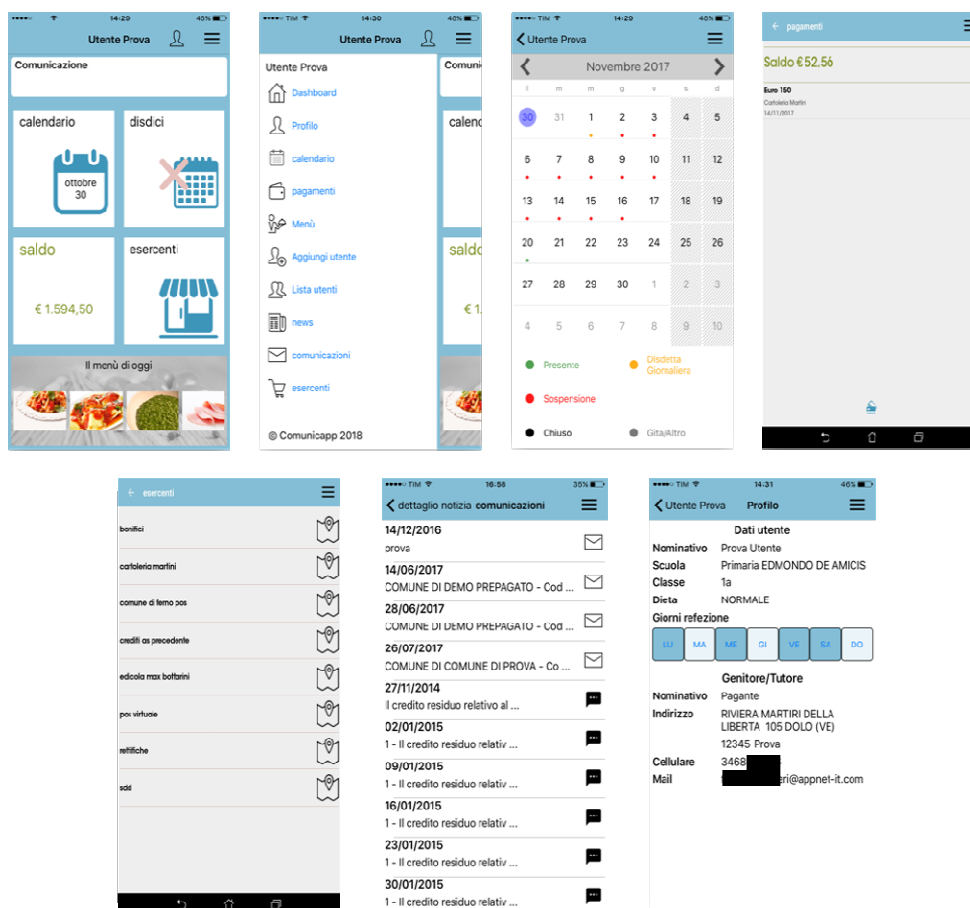 TIM 14:29 46%
Utente Prova
Comunicazione
calendario
disdici
ottobre
30
saldo
esercenti
€ 1.594,50
Il menù di oggi
TIM 14:30 46%
Utente Prova
Utente Prova
Comuni
Dashboard
Profilo
calend
calendario
pagamenti
Menù
saldo
Aggiungi utente
Lista utenti
€ 1.
news
comunicazioni
esercenti
© Comunicapp 2018
TIM 14:29 46%
Utente Prova
Novembre 2017
l m m g v s d
30 31 1 2 3 4 5
6 7 8 9 10 11 12
13 14 15 16 17 18 19
20 21 22 23 24 25 26
27 28 29 30 1 2 3
4 5 6 7 8 9 10
Presente
Disdetta
Giornaliera
Sospensione
Chiuso
Gita/Altro
pagamenti
Saldo € 52,56
Euro 150
Cartoleria Martini
14/11/2017
esercenti
bonifici
cartoleria martini
comune di fermo pos
crediti as precedente
edicola max bottarini
pos virtuale
rettifiche
sdd
TIM 16:58 35%
dettaglio notizia comunicazioni
14/12/2016
prova
14/06/2017
COMUNE DI DEMO PREPAGATO - Cod ...
28/06/2017
COMUNE DI DEMO PREPAGATO - Cod ...
26/07/2017
COMUNE DI COMUNE DI PROVA - Co ...
27/11/2014
Il credito residuo relativo al ...
02/01/2015
1 - Il credito residuo relativ ...
09/01/2015
1 - Il credito residuo relativ ...
16/01/2015
1 - Il credito residuo relativ ...
23/01/2015
1 - Il credito residuo relativ ...
30/01/2015
1 - Il credito residuo relativ ...
TIM 14:31 46%
Utente Prova Profilo
Dati utente
Nominativo Prova Utente
Scuola Primaria EDMONDO DE AMICIS
Classe 1a
Dieta NORMALE
Giorni refezione
LU MA ME GI VE SA DO
Genitore/Tutore
Nominativo Pagante
Indirizzo RIVIERA MARTIRI DELLA
LIBERTA 105 DOLO (VE)
12345 Prova
Cellulare 3468
Mail eri@appnet-it.com